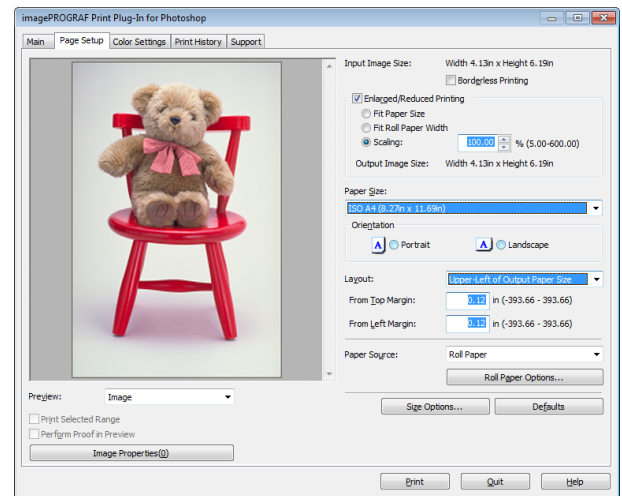 imagePROGRAF Print Plug-In for Photoshop
Main Page Setup Color Settings Print History Support
Input Image Size: Width 4.13in x Height 6.19in
Borderless Printing
Enlarged/Reduced Printing
Fit Paper Size
Fit Roll Paper Width
Scaling: 100.00 % (5.00-600.00)
Output Image Size: Width 4.13in x Height 6.19in
Paper Size:
ISO A4 (8.27in x 11.69in)
Orientation
A Portrait A Landscape
Layout: Upper-Left of Output Paper Size
From Top Margin: 0.12 in (-393.66 - 393.66)
From Left Margin: 0.12 in (-393.66 - 393.66)
Paper Source: Roll Paper
Roll Paper Options...
Preview: Image
Size Options... Defaults
Print Selected Range
Perform Proof in Preview
Image Properties(0)
Print Quit Help